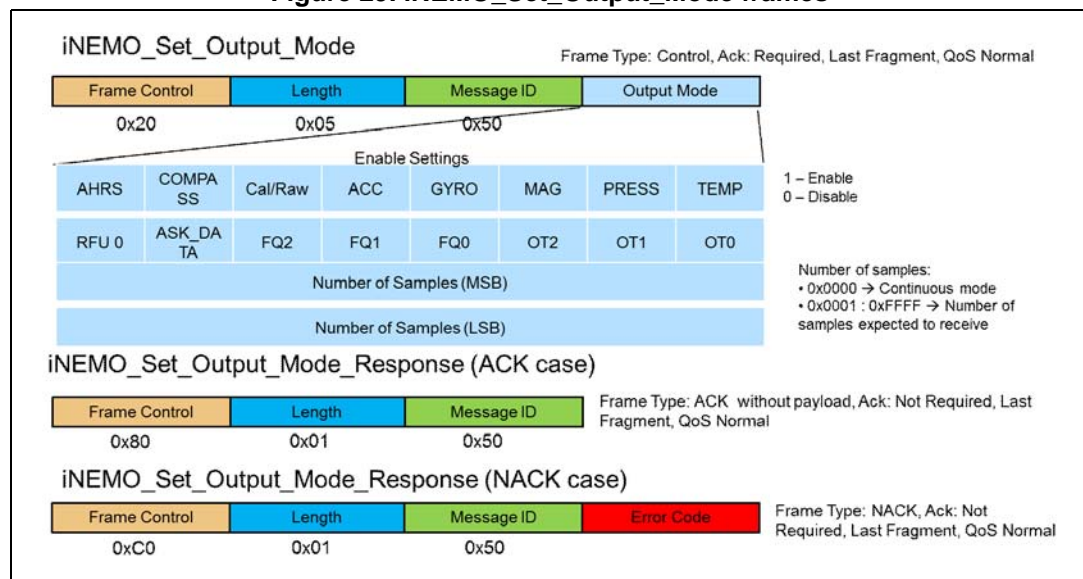 Figure 23. iNEMO_Set_Output_Mode frames
iNEMO_Set_Output_Mode
Frame Type: Control, Ack: Required, Last Fragment, QoS Normal
Frame Control Length Message ID Output Mode
0x20 0x05 0x50
Enable Settings
AHRS COMPA SS Cal/Raw ACC GYRO MAG PRESS TEMP
1 – Enable
0 – Disable
RFU 0 ASK_DA TA FQ2 FQ1 FQ0 OT2 OT1 OT0
Number of Samples (MSB)
Number of Samples (LSB)
Number of samples:
• 0x0000 → Continuous mode
• 0x0001 : 0xFFFF → Number of
samples expected to receive
iNEMO_Set_Output_Mode_Response (ACK case)
Frame Control Length Message ID
0x80 0x01 0x50
Frame Type: ACK without payload, Ack: Not Required, Last
Fragment, QoS Normal
iNEMO_Set_Output_Mode_Response (NACK case)
Frame Control Length Message ID Error Code
0xC0 0x01 0x50
Frame Type: NACK, Ack: Not
Required, Last Fragment, QoS Normal